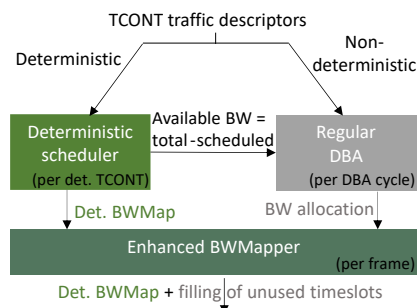 TCONT traffic descriptors
Deterministic
Non-
deterministic
Deterministic
scheduler
(per det. TCONT)
Available BW =
total-scheduled
Regular
DBA
(per DBA cycle)
Det. BWMap
BW allocation
Enhanced BWMapper
(per frame)
Det. BWMap + filling of unused timeslots